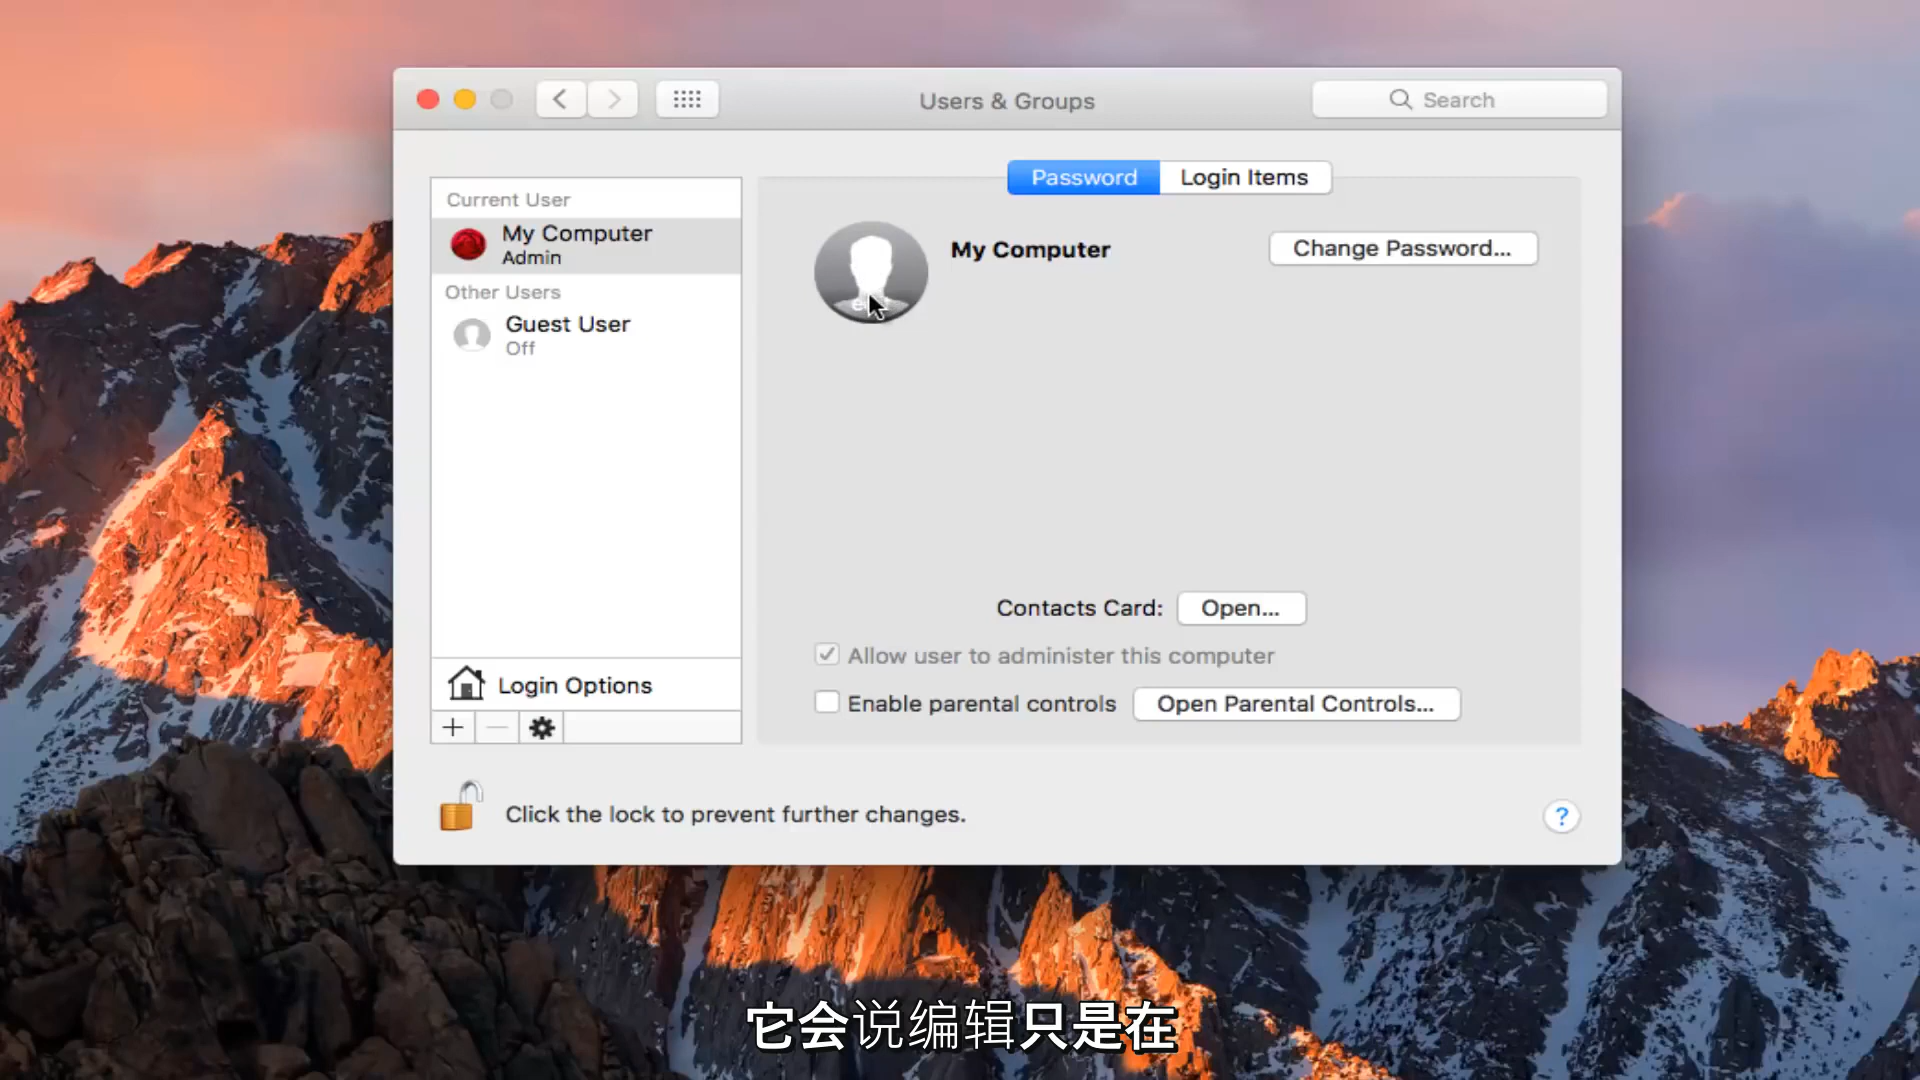 Users & Groups
Search
Password
Login Items
Current User
My Computer
Admin
Other Users
Guest User
Off
My Computer
Change Password...
Contacts Card:
Open...
Allow user to administer this computer
Enable parental controls
Open Parental Controls...
Login Options
Click the lock to prevent further changes.
?
它会说编辑只是在